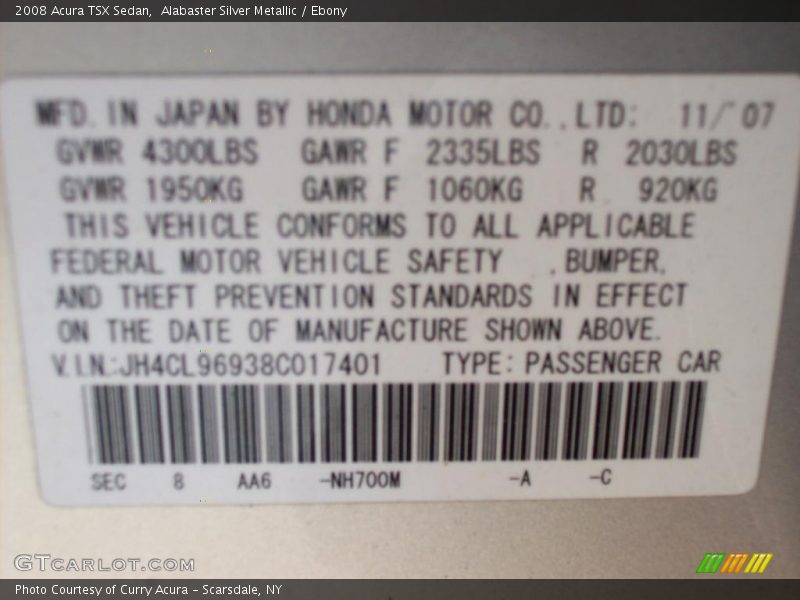 2008 Acura TSX Sedan,  Alabaster Silver Metallic / Ebony
MFD. IN JAPAN BY HONDA MOTOR CO., LTD: 11/'07
GVWR 4300LBS GAWR F 2335LBS R 2030LBS
GVWR 1950KG GAWR F 1060KG R 920KG
THIS VEHICLE CONFORMS TO ALL APPLICABLE
FEDERAL MOTOR VEHICLE SAFETY , BUMPER,
AND THEFT PREVENTION STANDARDS IN EFFECT
ON THE DATE OF MANUFACTURE SHOWN ABOVE.
V.I.N.:JH4CL96938C017401 TYPE: PASSENGER CAR
SEC 8 AA6 -NH700M -A -C
GTCARLOT.COM
Photo Courtesy of Curry Acura - Scarsdale, NY